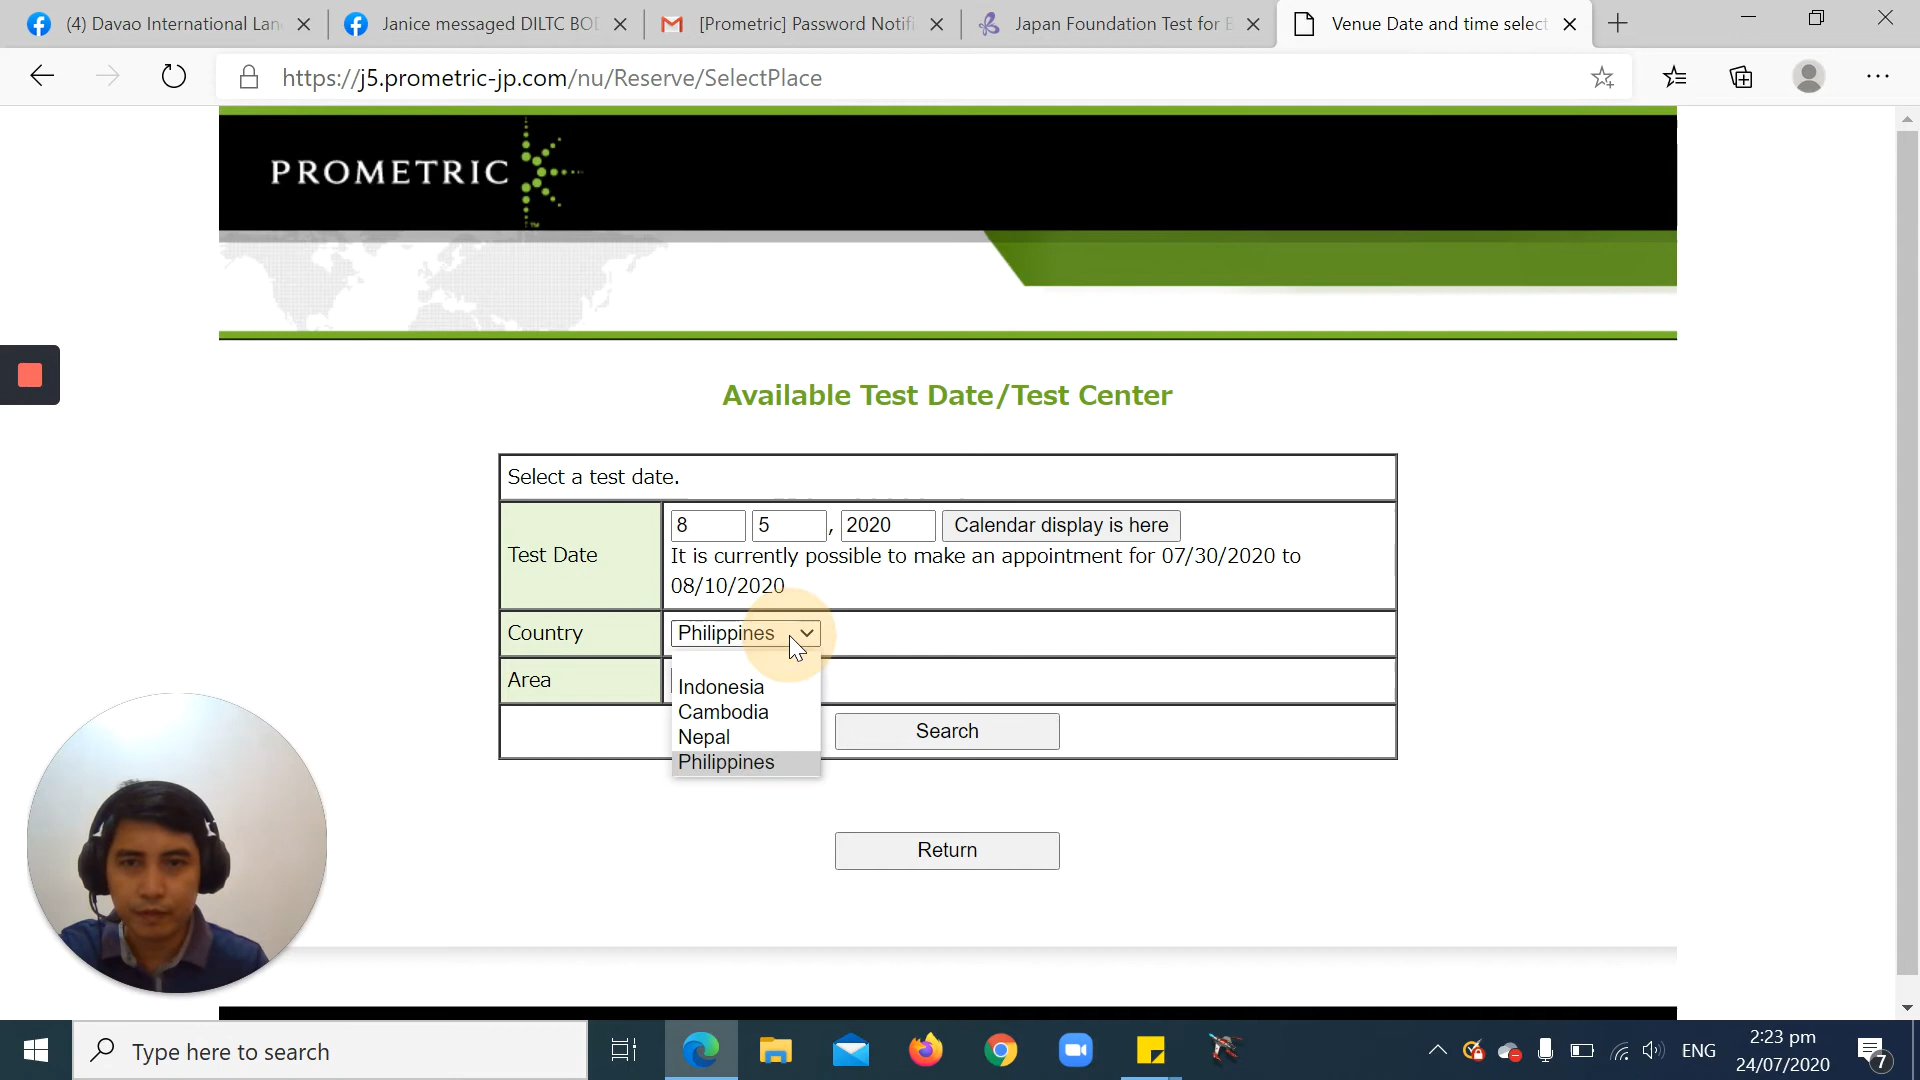 (4) Davao International Lan
Janice messaged DILTC BOD
[Prometric] Password Notifi
Japan Foundation Test for B
Venue Date and time select
https://j5.prometric-jp.com/nu/Reserve/SelectPlace
PROMETRIC
TM
Available Test Date/Test Center
Select a test date.
Test Date
8 5 , 2020 Calendar display is here
It is currently possible to make an appointment for 07/30/2020 to
08/10/2020
Country
Philippines
Area
Indonesia
Cambodia
Nepal
Philippines
Search
Return
Type here to search
ENG
2:23 pm
24/07/2020
7